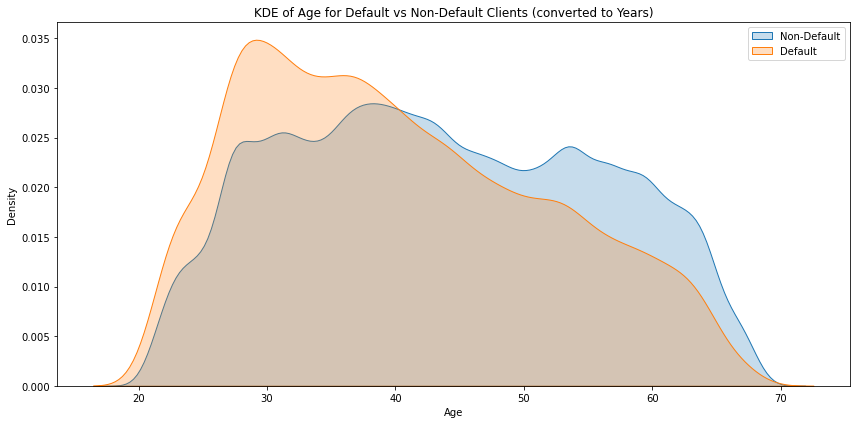 KDE of Age for Default vs Non-Default Clients (converted to Years)
Non-Default
Default
0.035
0.030
0.025
0.020
0.015
0.010
0.005
0.000
Density
20
30
40
50
60
70
Age